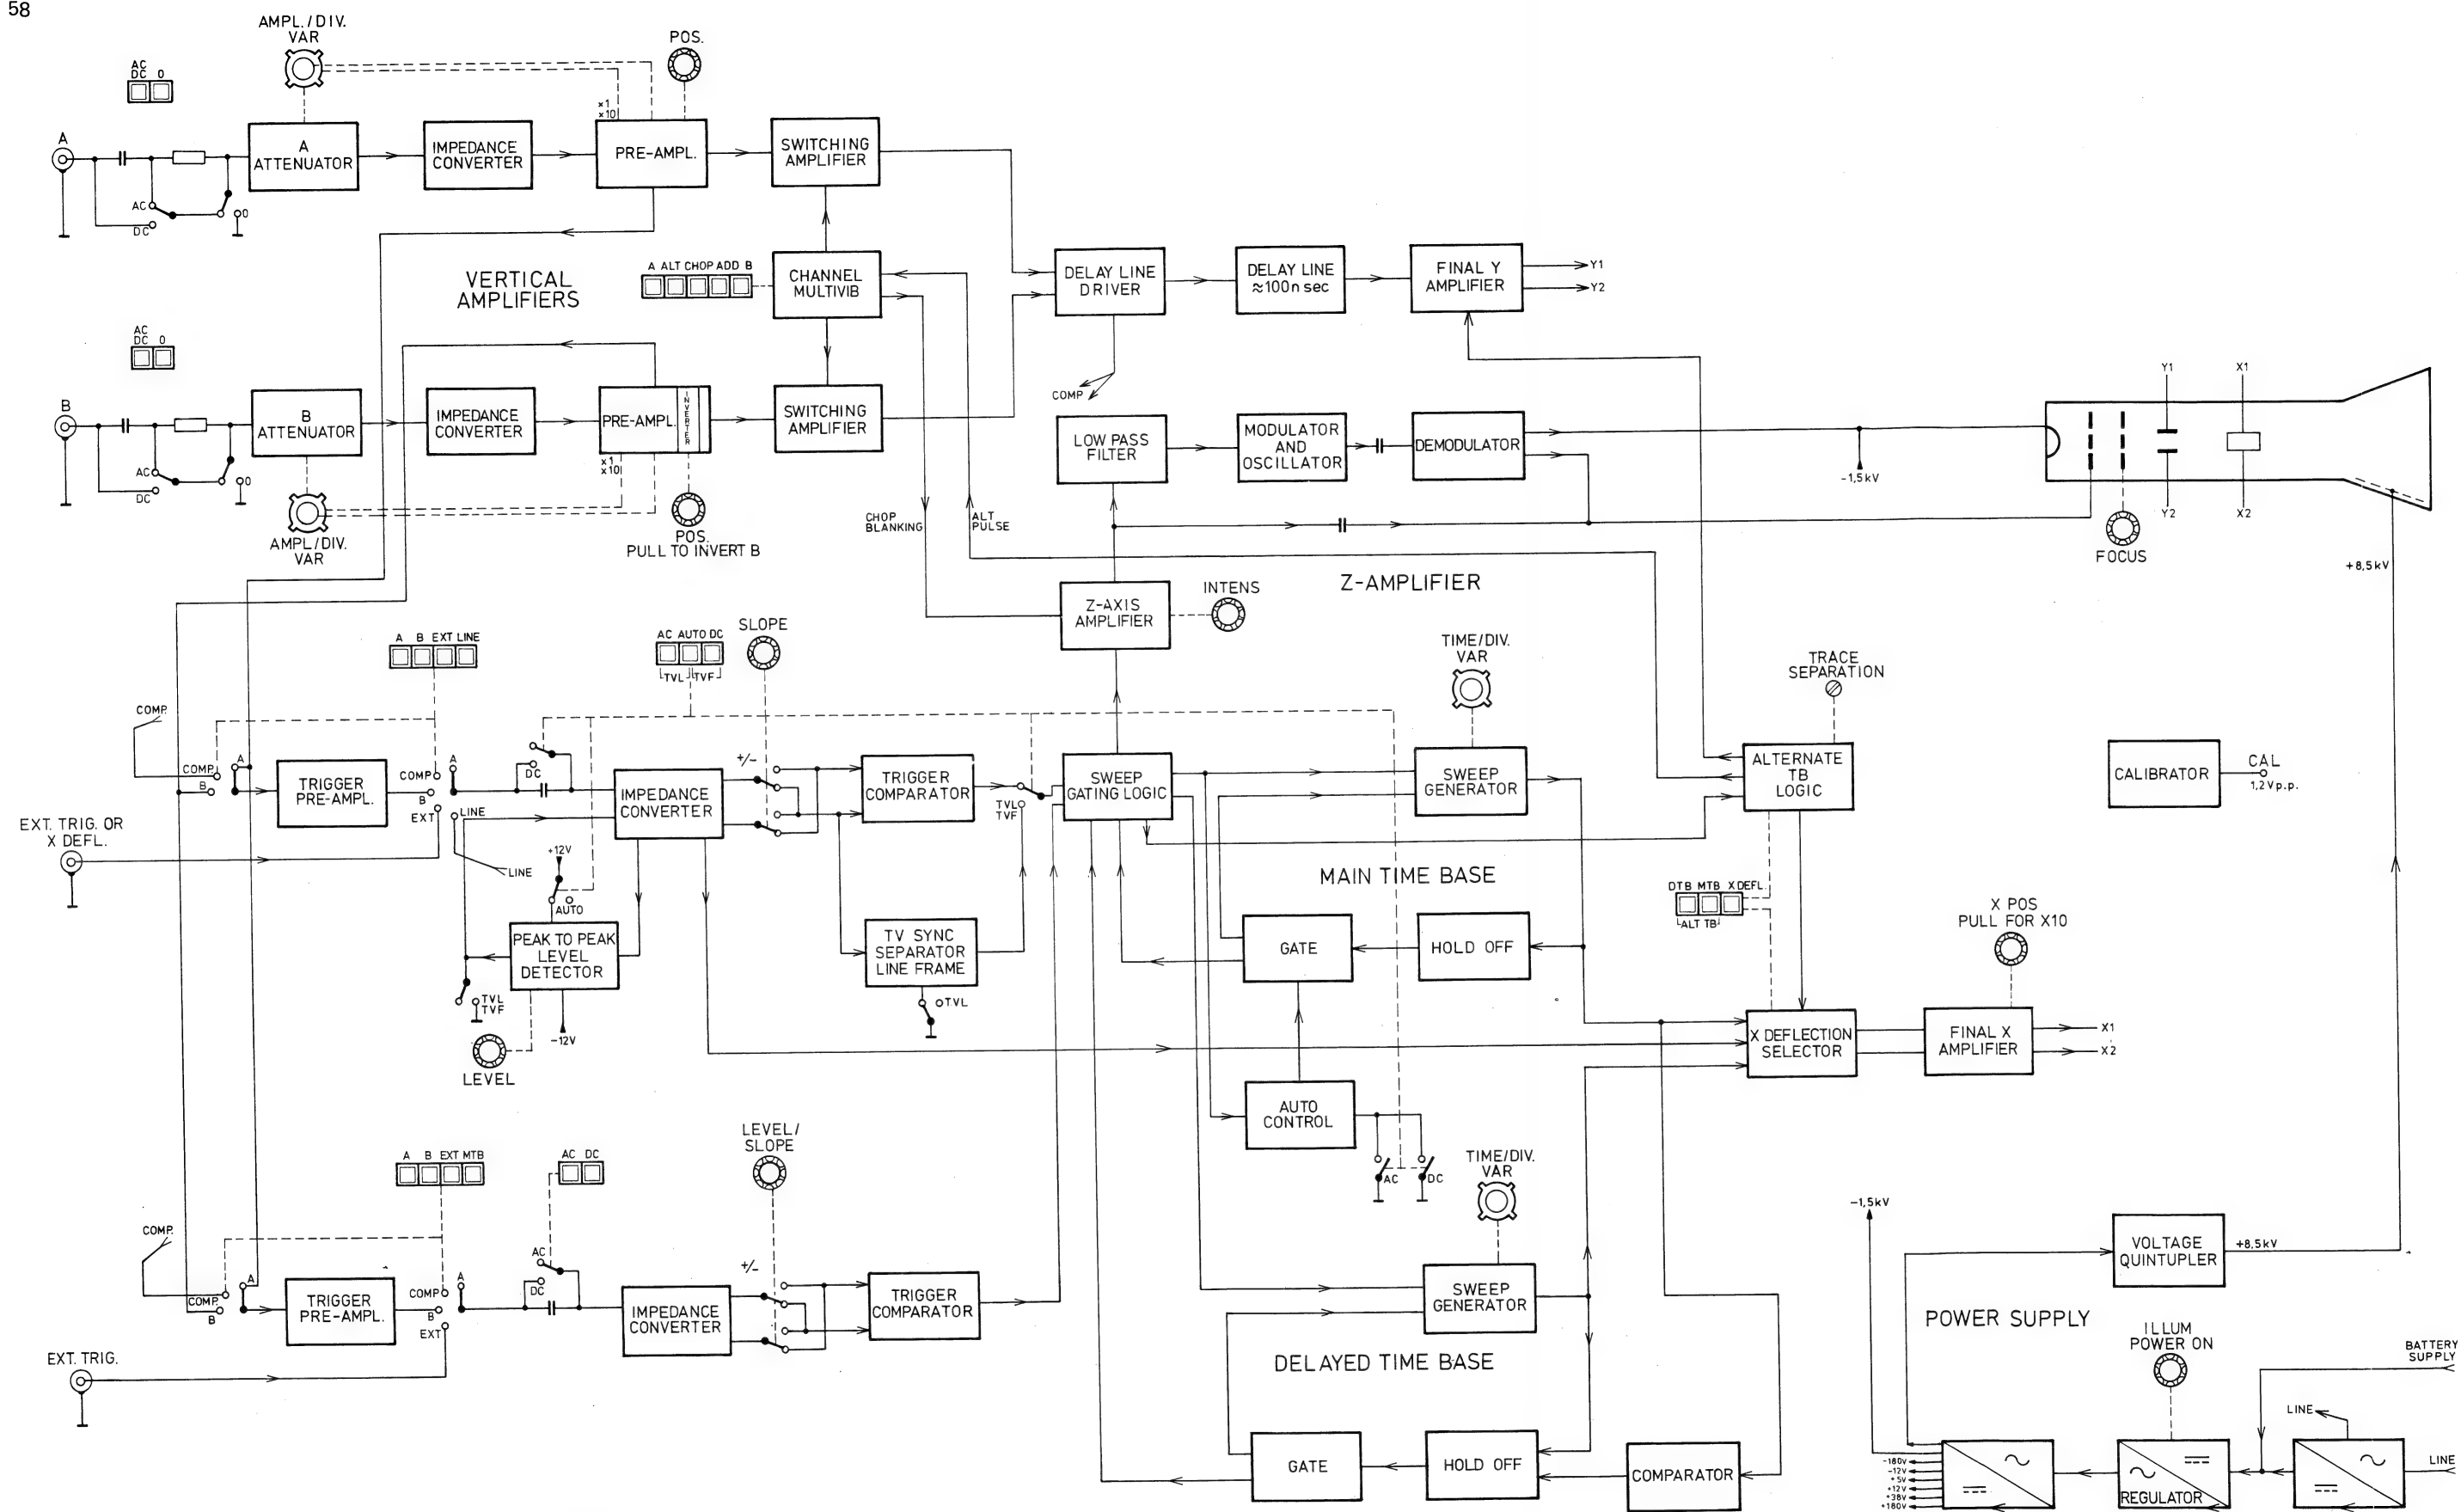 58
AMPL./DIV.
VAR
POS.
AC
DC 0
x1
x10
A
A
ATTENUATOR
IMPEDANCE
CONVERTER
PRE-AMPL.
SWITCHING
AMPLIFIER
AC
DC
0
VERTICAL
AMPLIFIERS
A ALT CHOP ADD B
CHANNEL
MULTIVIB
DELAY LINE
DRIVER
DELAY LINE
≈100n sec
FINAL Y
AMPLIFIER
Y1
Y2
AC
DC 0
COMP
B
B
ATTENUATOR
IMPEDANCE
CONVERTER
PRE-AMPL.
INVERTER
SWITCHING
AMPLIFIER
x1
x10
AC
DC
0
LOW PASS
FILTER
MODULATOR
AND
OSCILLATOR
DEMODULATOR
-1,5kV
Y1
X1
Y2
X2
FOCUS
+8,5kV
AMPL./DIV.
VAR
POS.
PULL TO INVERT B
CHOP
BLANKING
ALT
PULSE
Z-AMPLIFIER
Z-AXIS
AMPLIFIER
INTENS
A B EXT LINE
AC AUTO DC
TVL TVF
SLOPE
TIME/DIV.
VAR
TRACE
SEPARATION
COMP.
COMP.
B
A
TRIGGER
PRE-AMPL.
COMP
B
EXT
A
LINE
DC
IMPEDANCE
CONVERTER
+/-
TRIGGER
COMPARATOR
TVL
TVF
SWEEP
GATING LOGIC
SWEEP
GENERATOR
ALTERNATE
TB
LOGIC
CALIBRATOR
CAL
1,2Vp.p.
EXT. TRIG. OR
X DEFL.
LINE
+12V
AUTO
PEAK TO PEAK
LEVEL
DETECTOR
TVL
TVF
-12V
LEVEL
TV SYNC
SEPARATOR
LINE FRAME
TVL
MAIN TIME BASE
GATE
HOLD OFF
DTB MTB X DEFL.
ALT TB
X POS
PULL FOR X10
X DEFLECTION
SELECTOR
FINAL X
AMPLIFIER
X1
X2
AUTO
CONTROL
AC
DC
A B EXT MTB
AC DC
LEVEL/
SLOPE
TIME/DIV.
VAR
COMP.
COMP.
B
A
TRIGGER
PRE-AMPL.
COMP
B
EXT
A
AC
DC
IMPEDANCE
CONVERTER
+/-
TRIGGER
COMPARATOR
SWEEP
GENERATOR
EXT. TRIG.
DELAYED TIME BASE
GATE
HOLD OFF
COMPARATOR
-1,5kV
VOLTAGE
QUINTUPLER
+8,5kV
POWER SUPPLY
ILLUM
POWER ON
BATTERY
SUPPLY
LINE
-180V
-12V
+5V
+12V
+38V
+180V
REGULATOR
LINE